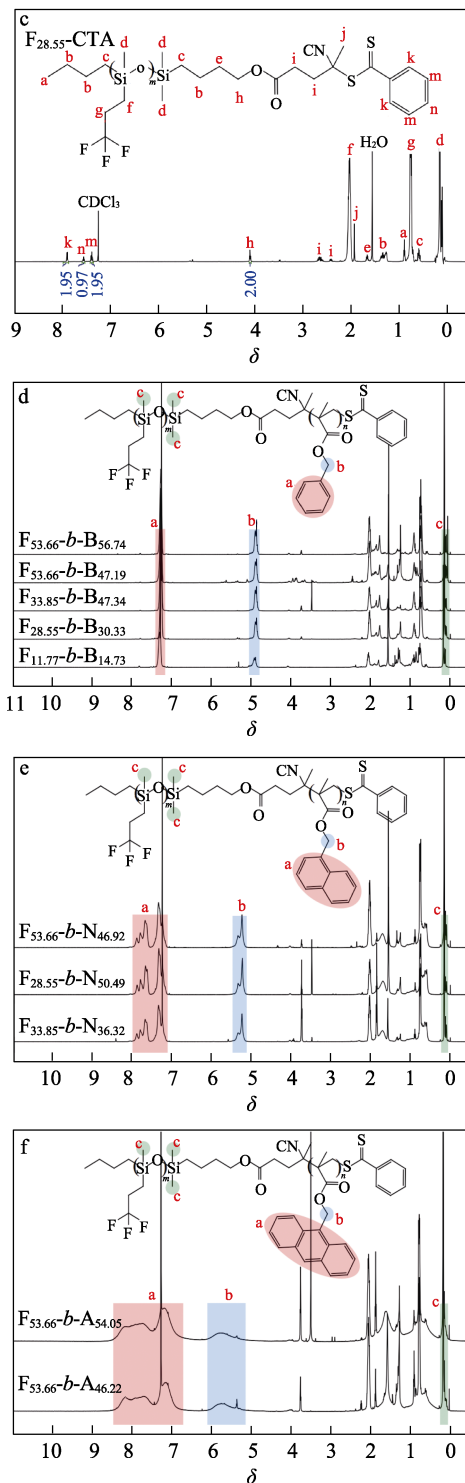 c
F28.55-CTA
a b b c d Si O m d Si d c b e h O O i i CN j S S k m n m k
g f F F F
H2O
CDCl3
k n m h i i f j e b a g c d
1.95 0.97 1.95 2.00
9 8 7 6 5 4 3 2 1 0
δ
d
c Si O m c Si c O O CN n S S O O b a
F F F
a b c
F53.66-b-B56.74
F53.66-b-B47.19
F33.85-b-B47.34
F28.55-b-B30.33
F11.77-b-B14.73
11 10 9 8 7 6 5 4 3 2 1 0
δ
e
c Si O m c Si c O O CN n S S O O b a
F F F
a b c
F53.66-b-N46.92
F28.55-b-N50.49
F33.85-b-N36.32
10 9 8 7 6 5 4 3 2 1 0
δ
f
c Si O m c Si c O O CN n S S O O b a
F F F
a b c
F53.66-b-A54.05
F53.66-b-A46.22
10 9 8 7 6 5 4 3 2 1 0
δ